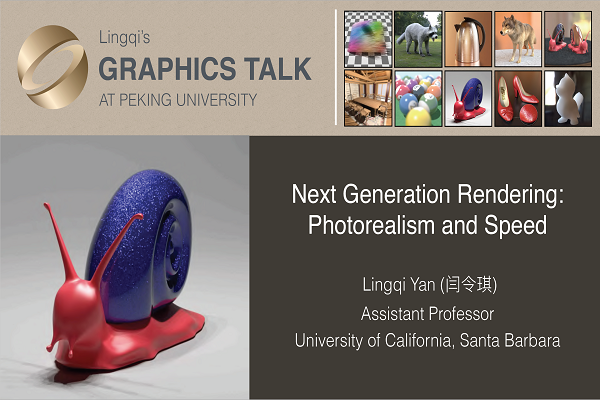 Lingqi's
GRAPHICS TALK
AT PEKING UNIVERSITY
Next Generation Rendering:
Photorealism and Speed
Lingqi Yan (闫令琪)
Assistant Professor
University of California, Santa Barbara